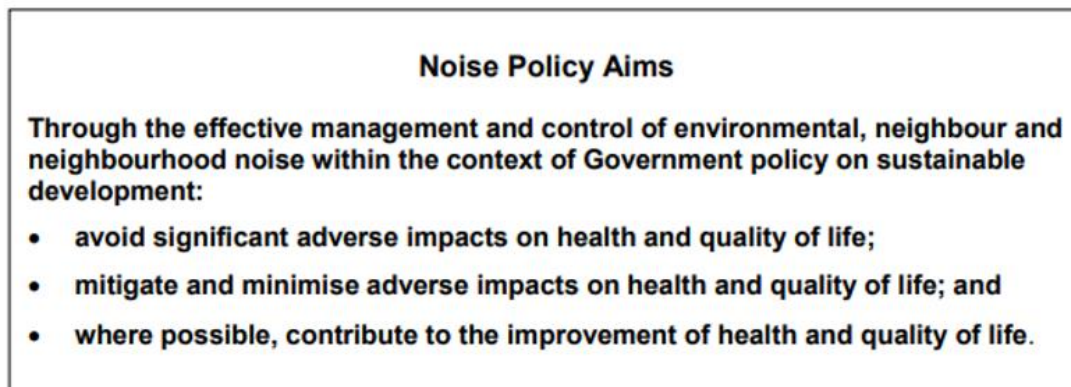 Noise Policy Aims
Through the effective management and control of environmental, neighbour and
neighbourhood noise within the context of Government policy on sustainable
development:
• avoid significant adverse impacts on health and quality of life;
• mitigate and minimise adverse impacts on health and quality of life; and
• where possible, contribute to the improvement of health and quality of life.